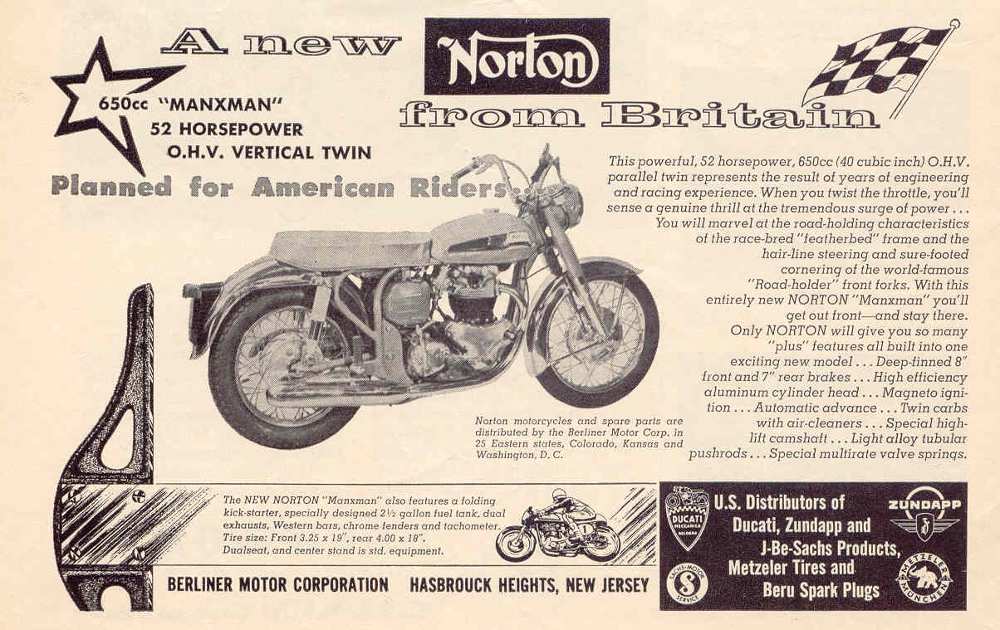 A new Norton
from Britain
650cc "MANXMAN"
52 HORSEPOWER
O.H.V. VERTICAL TWIN
Planned for American Riders...
This powerful, 52 horsepower, 650cc (40 cubic inch) O.H.V.
parallel twin represents the result of years of engineering
and racing experience. When you twist the throttle, you'll
sense a genuine thrill at the tremendous surge of power . . .
You will marvel at the road-holding characteristics
of the race-bred "featherbed" frame and the
hair-line steering and sure-footed
cornering of the world-famous
"Road-holder" front forks. With this
entirely new NORTON "Manxman" you'll
get out front—and stay there.
Only NORTON will give you so many
"plus" features all built into one
exciting new model . . . Deep-finned 8"
front and 7" rear brakes . . . High efficiency
aluminum cylinder head . . . Magneto igni-
tion . . . Automatic advance . . . Twin carbs
with air-cleaners . . . Special high-
lift camshaft . . . Light alloy tubular
pushrods . . . Special multirate valve springs.
Norton motorcycles and spare parts are
distributed by the Berliner Motor Corp. in
25 Eastern states, Colorado, Kansas and
Washington, D. C.
The NEW NORTON "Manxman" also features a folding
kick-starter, specially designed 2½ gallon fuel tank, dual
exhausts, Western bars, chrome fenders and tachometer.
Tire size: Front 3.25 x 19", rear 4.00 x 18".
Dualseat, and center stand is std. equipment.
1
BERLINER MOTOR CORPORATION HASBROUCK HEIGHTS, NEW JERSEY
DUCATI
MECCANICA
BOLOGNA
U.S. Distributors of
Ducati, Zundapp and
J-Be-Sachs Products,
Metzeler Tires and
Beru Spark Plugs
ZUNDAPP
SACHS-MOTOR
S
SERVICE
METZELER
MÜNCHEN